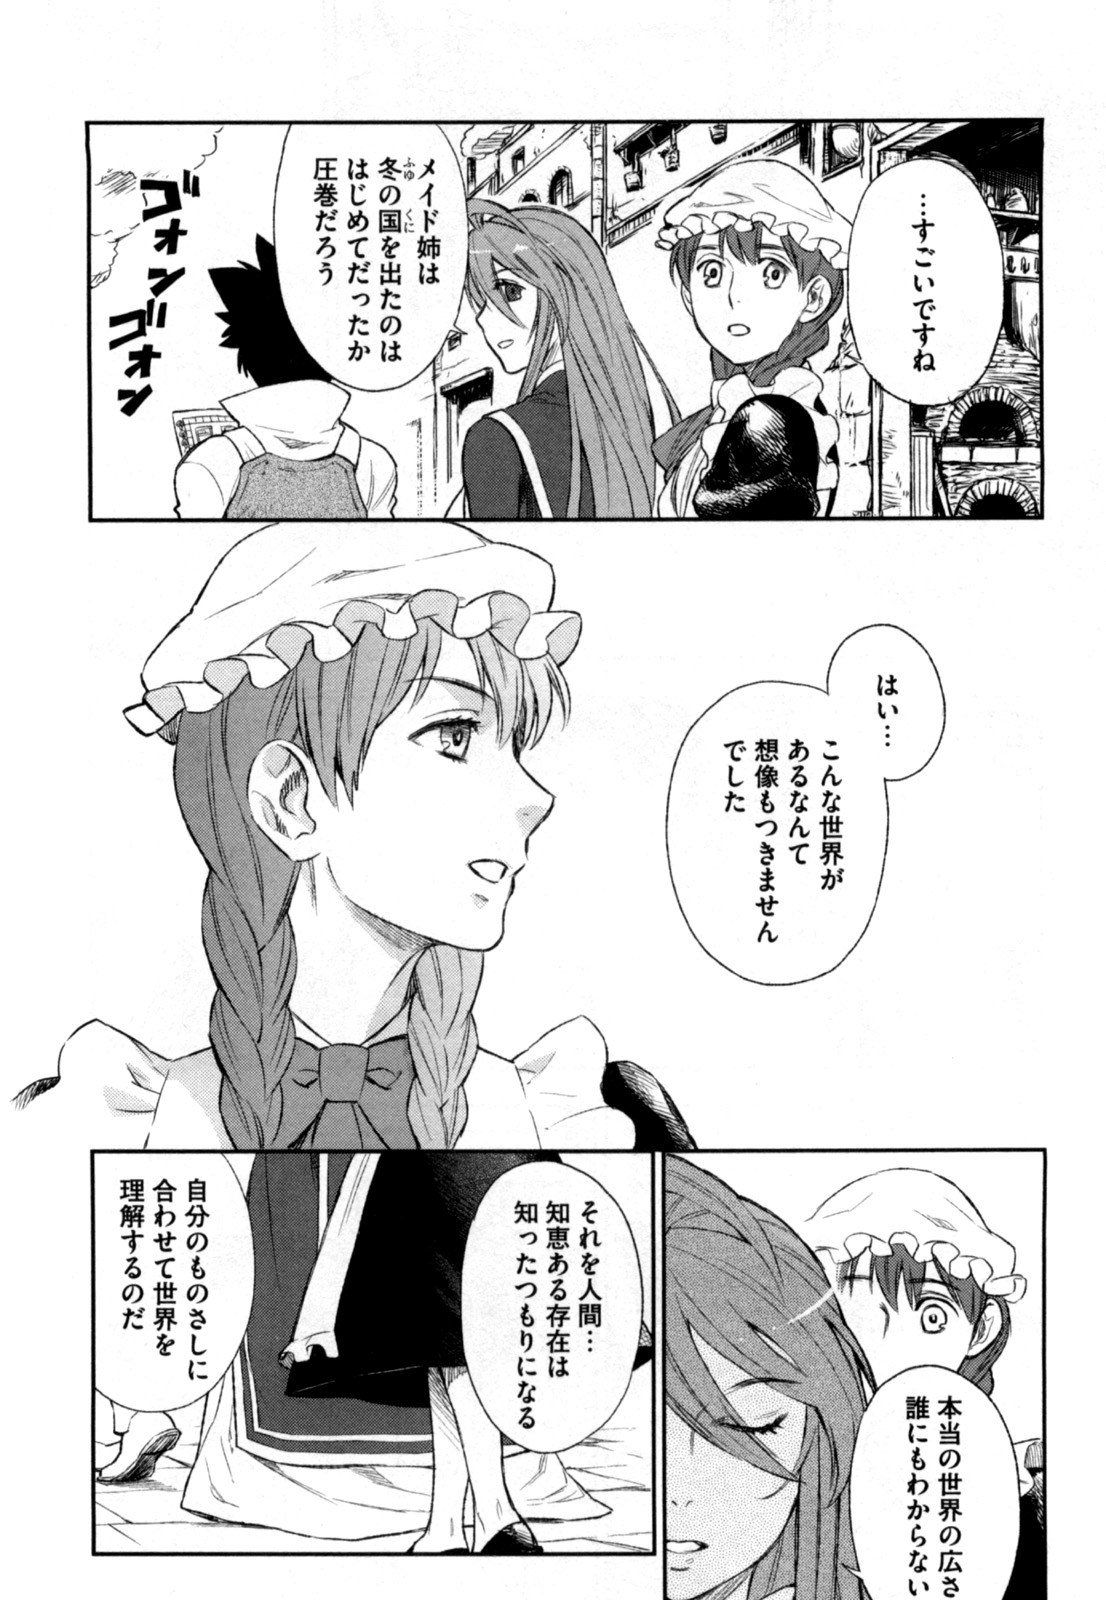 …すごいですね
メイド姉は
冬の国を出たのは
はじめてだったか
圧巻だろう
ふゆ
くに
ゴォン
ゴォン
はい…
こんな世界が
あるなんて
想像もつきません
でした
本当の世界の広さ
誰にもわからない
それを人間…
知恵ある存在は
知ったつもりになる
自分のものさしに
合わせて世界を
理解するのだ